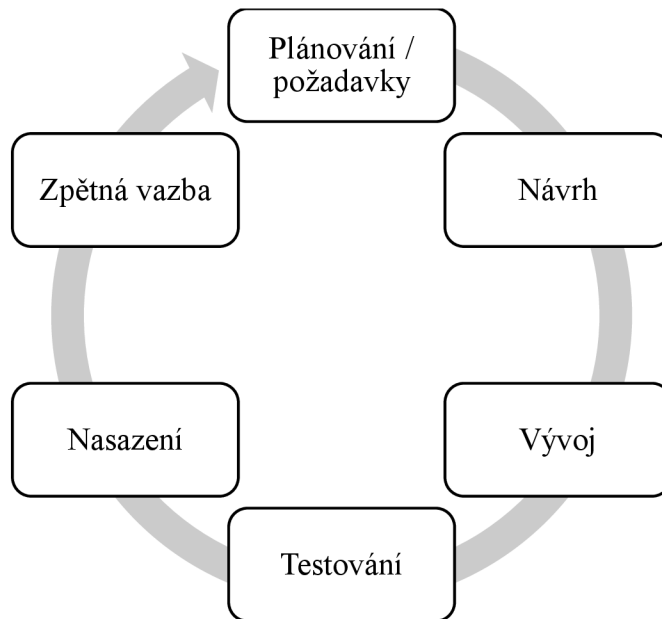 Plánování /
požadavky
Návrh
Vývoj
Testování
Nasazení
Zpětná vazba